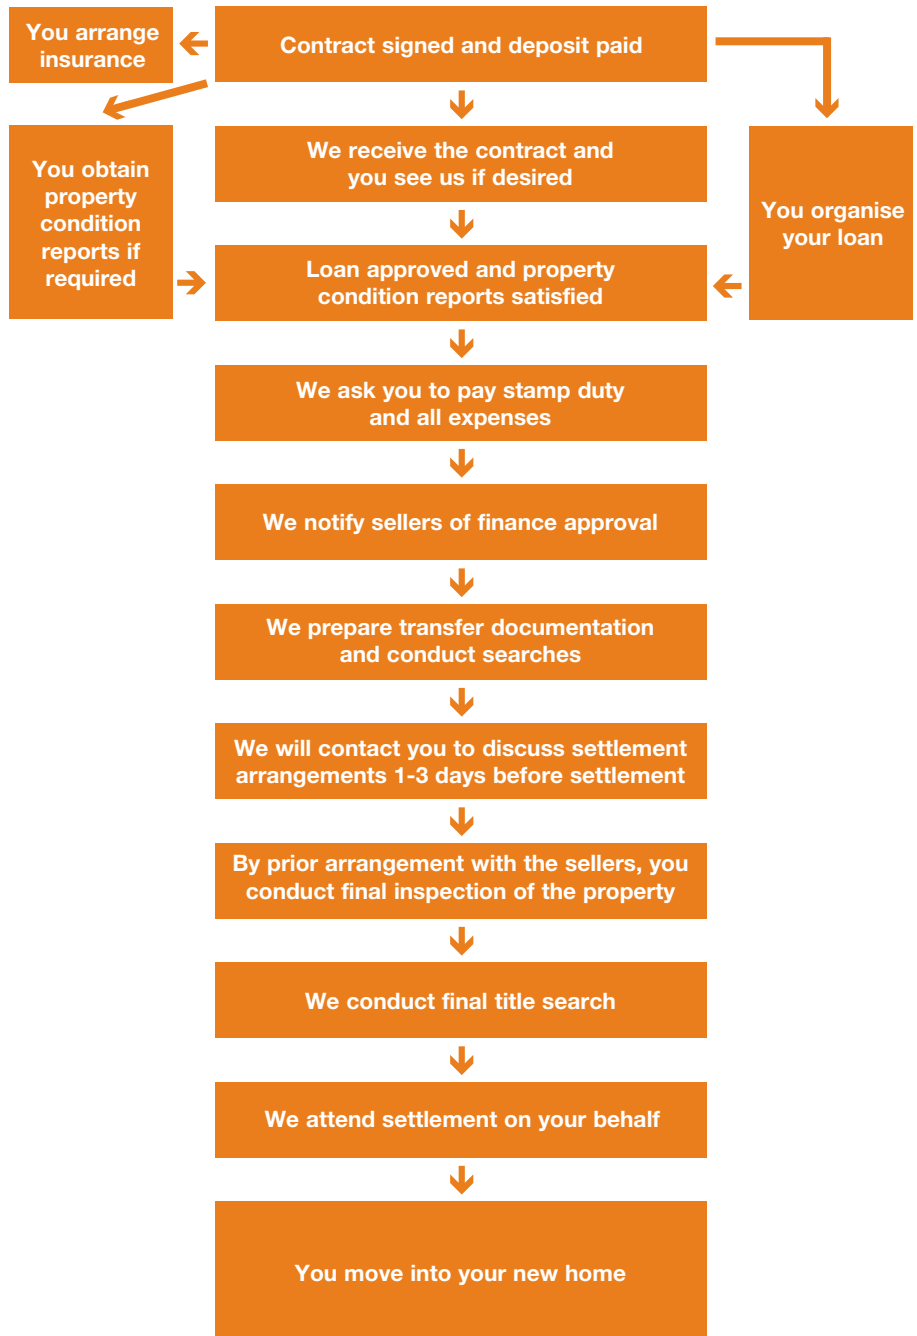 You arrange
insurance
Contract signed and deposit paid
We receive the contract and
you see us if desired
You obtain
property
condition
reports if
required
You organise
your loan
Loan approved and property
condition reports satisfied
We ask you to pay stamp duty
and all expenses
We notify sellers of finance approval
We prepare transfer documentation
and conduct searches
We will contact you to discuss settlement
arrangements 1-3 days before settlement
By prior arrangement with the sellers, you
conduct final inspection of the property
We conduct final title search
We attend settlement on your behalf
You move into your new home